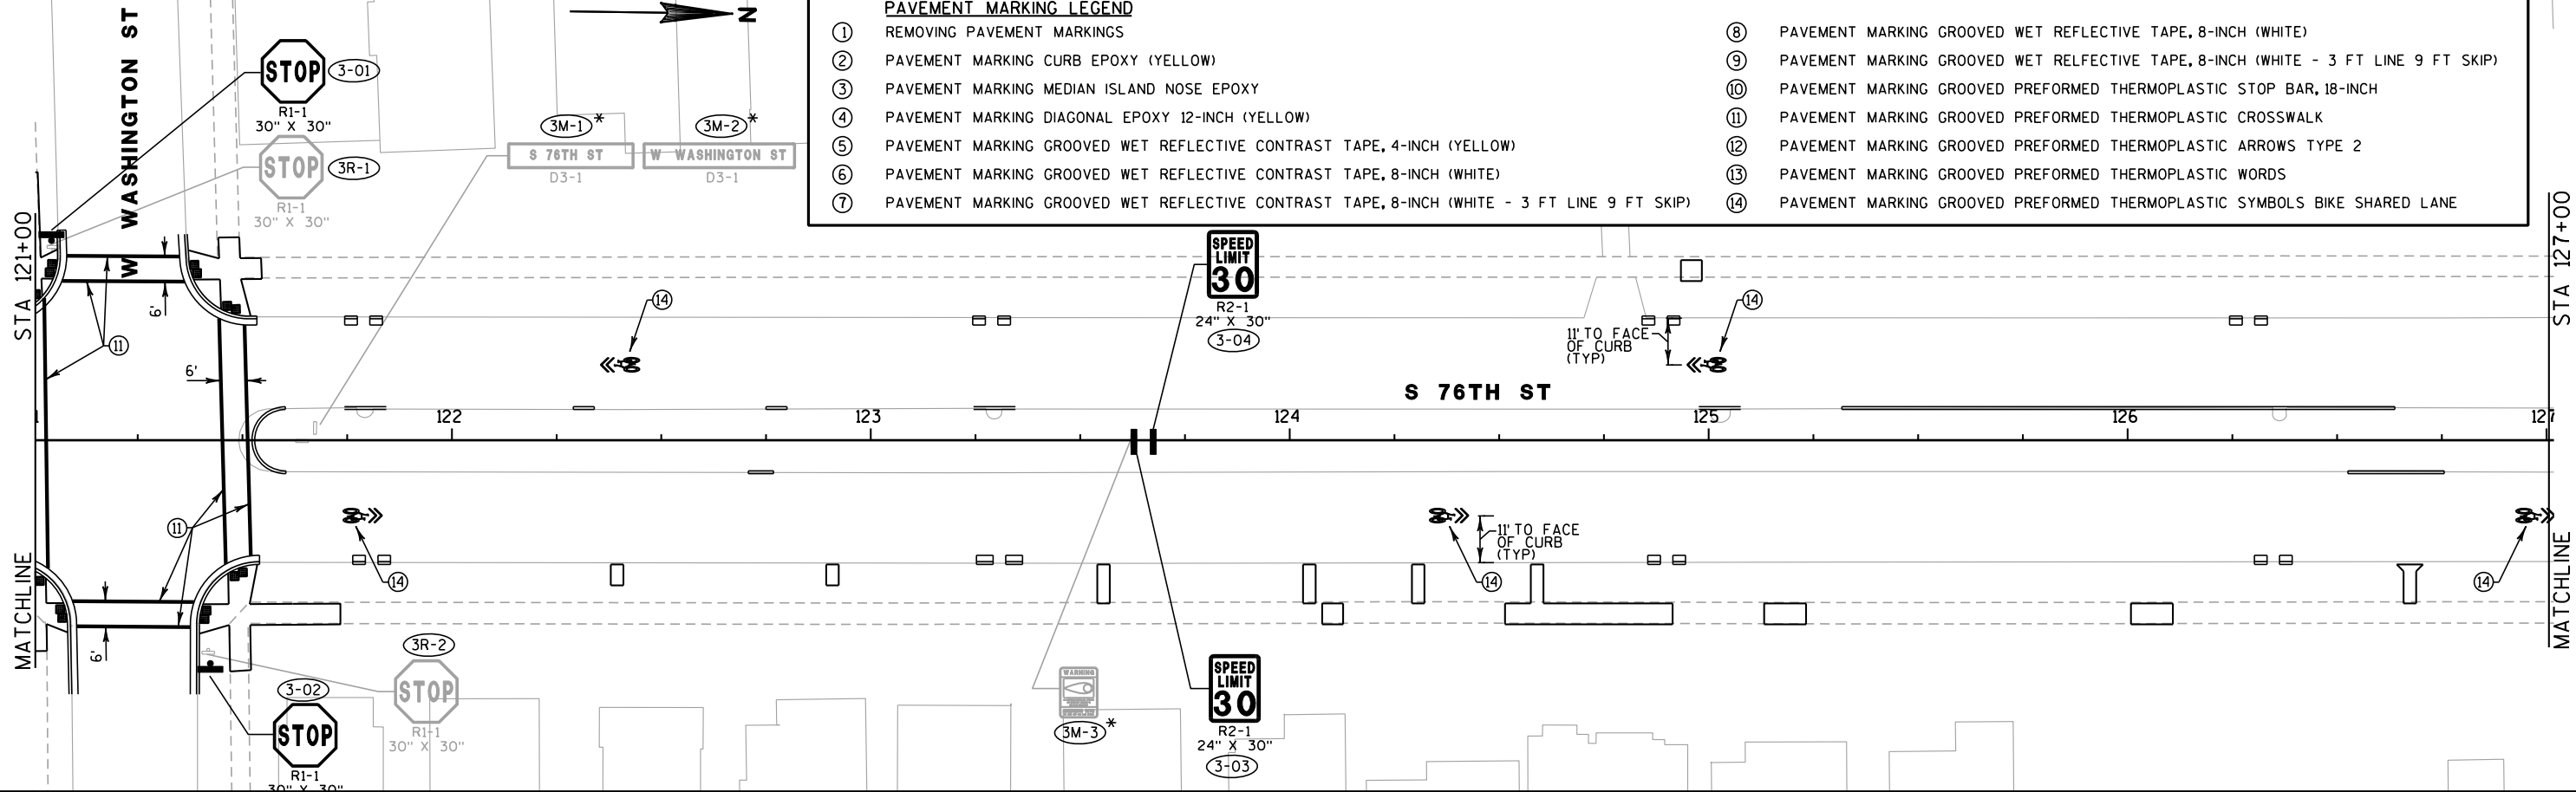 PAVEMENT MARKING LEGEND
1 REMOVING PAVEMENT MARKINGS
2 PAVEMENT MARKING CURB EPOXY (YELLOW)
3 PAVEMENT MARKING MEDIAN ISLAND NOSE EPOXY
4 PAVEMENT MARKING DIAGONAL EPOXY 12-INCH (YELLOW)
5 PAVEMENT MARKING GROOVED WET REFLECTIVE CONTRAST TAPE, 4-INCH (YELLOW)
6 PAVEMENT MARKING GROOVED WET REFLECTIVE CONTRAST TAPE, 8-INCH (WHITE)
7 PAVEMENT MARKING GROOVED WET REFLECTIVE CONTRAST TAPE, 8-INCH (WHITE - 3 FT LINE 9 FT SKIP)
8 PAVEMENT MARKING GROOVED WET REFLECTIVE TAPE, 8-INCH (WHITE)
9 PAVEMENT MARKING GROOVED WET RELFECTIVE TAPE, 8-INCH (WHITE - 3 FT LINE 9 FT SKIP)
10 PAVEMENT MARKING GROOVED PREFORMED THERMOPLASTIC STOP BAR, 18-INCH
11 PAVEMENT MARKING GROOVED PREFORMED THERMOPLASTIC CROSSWALK
12 PAVEMENT MARKING GROOVED PREFORMED THERMOPLASTIC ARROWS TYPE 2
13 PAVEMENT MARKING GROOVED PREFORMED THERMOPLASTIC WORDS
14 PAVEMENT MARKING GROOVED PREFORMED THERMOPLASTIC SYMBOLS BIKE SHARED LANE
N
W WASHINGTON ST
STOP
3-01
R1-1
30" X 30"
STOP
3R-1
R1-1
30" X 30"
3M-1*
S 76TH ST
D3-1
3M-2*
W WASHINGTON ST
D3-1
STA 121+00
MATCHLINE
STA 127+00
MATCHLINE
6'
11
6'
14
SPEED
LIMIT
30
R2-1
24" X 30"
3-04
11' TO FACE
OF CURB
(TYP)
14
S 76TH ST
122
123
124
125
126
127
11
6'
14
11' TO FACE
OF CURB
(TYP)
14
14
3R-2
STOP
R1-1
30" X 30"
3-02
STOP
R1-1
30" X 30"
WARNING
3M-3*
SPEED
LIMIT
30
R2-1
24" X 30"
3-03